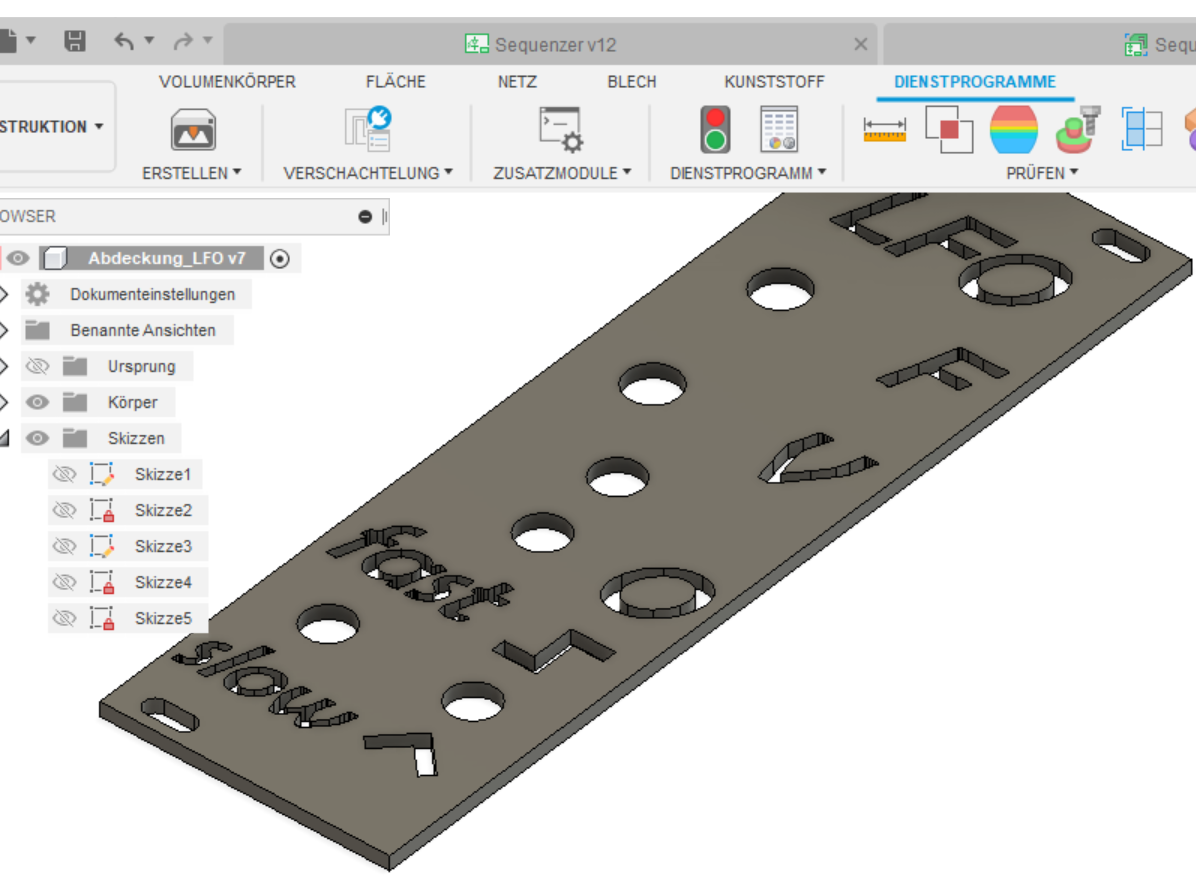 Sequenzer v12
Sequ
VOLUMENKÖRPER FLÄCHE NETZ BLECH KUNSTSTOFF DIENSTPROGRAMME
STRUKTION
ERSTELLEN VERSCHACHTELUNG ZUSATZMODULE DIENSTPROGRAMM PRÜFEN
OWSER
Abdeckung_LFO v7
Dokumenteinstellungen
Benannte Ansichten
Ursprung
Körper
Skizzen
Skizze1
Skizze2
Skizze3
Skizze4
Skizze5
LFO
F
V
fast
slow